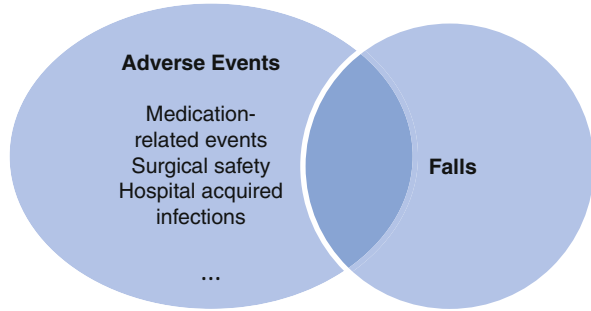 Adverse Events
Medication-
related events
Surgical safety
Hospital acquired
infections
...
Falls